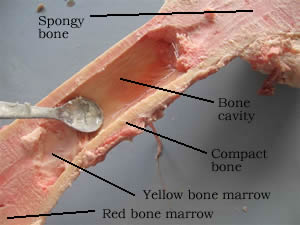 Spongy
bone
Bone
cavity
Compact
bone
Yellow bone marrow
Red bone marrow